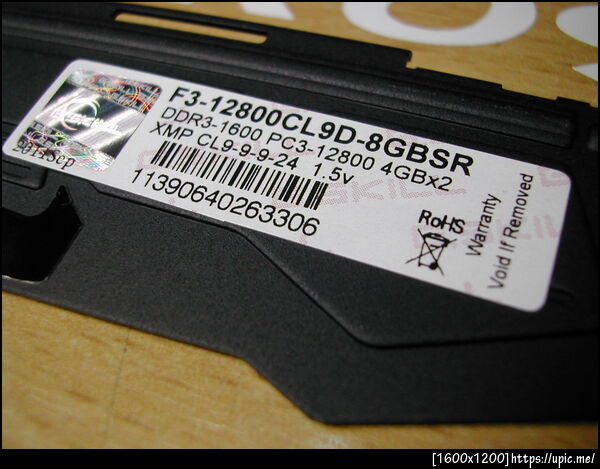 F3-12800CL9D-8GBSR
DDR3-1600 PC3-12800 4GBx2
XMP CL9-9-9-24 1.5v
11390640263306
RoHS
Warranty
Void If Removed
G.SKILL
[1600x1200]https://upic.me/